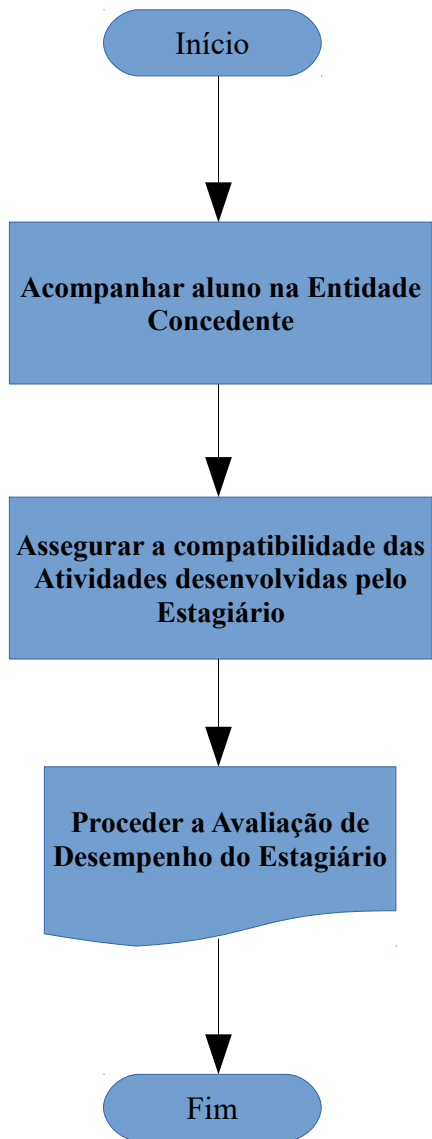 Início
Acompanhar aluno na Entidade
Concedente
Assegurar a compatibilidade das
Atividades desenvolvidas pelo
Estagiário
Proceder a Avaliação de
Desempenho do Estagiário
Fim